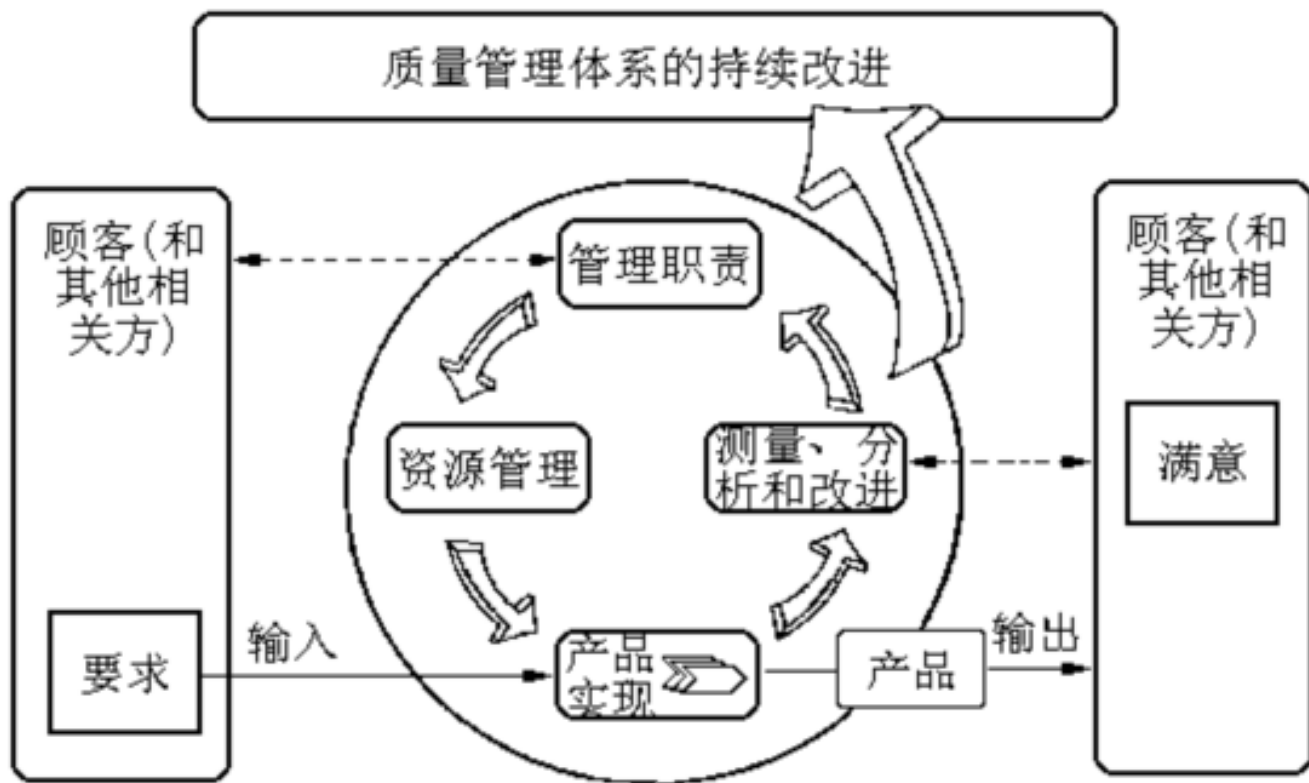 质量管理体系的持续改进
顾客(和
其他相
关方)
管理职责
顾客(和
其他相
关方)
资源管理
测量、分
析和改进
满意
要求
输入
产品
实现
产品
输出